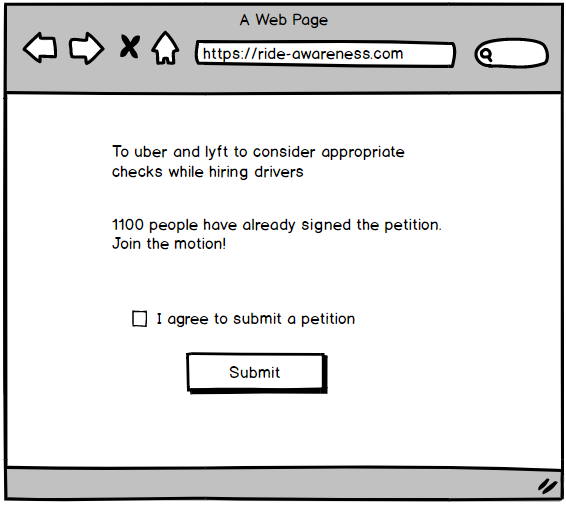 A Web Page
https://ride-awareness.com
To uber and lyft to consider appropriate
checks while hiring drivers
1100 people have already signed the petition.
Join the motion!
I agree to submit a petition
Submit